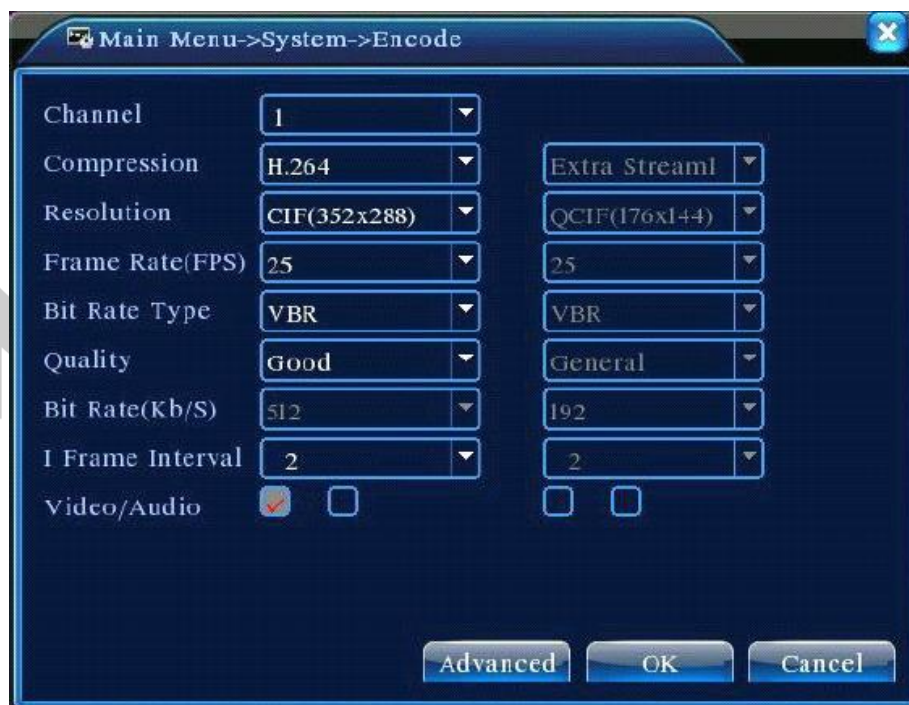 Main Menu->System->Encode
Channel 1
Compression H.264 Extra Stream1
Resolution CIF(352x288) QCIF(176x144)
Frame Rate(FPS) 25 25
Bit Rate Type VBR VBR
Quality Good General
Bit Rate(Kb/S) 512 192
I Frame Interval 2 2
Video/Audio
Advanced OK Cancel